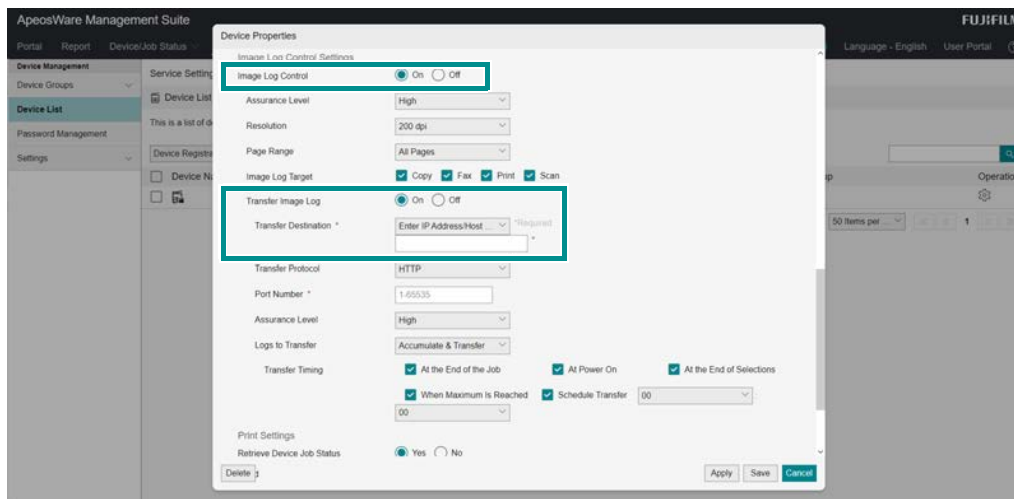 ApeosWare Management Suite
FUJIFILM
Portal Report Device/Job Status
Device Properties
Language - English User Portal
Device Management
Device Groups
Device List
Password Management
Settings
Service Setting
Device List
This is a list of d
Device Registra
Device Na
up
Operatio
50 Items per ...
1
Image Log Control Settings
Image Log Control On Off
Assurance Level High
Resolution 200 dpi
Page Range All Pages
Image Log Target Copy Fax Print Scan
Transfer Image Log On Off
Transfer Destination * Enter IP Address/Host ... *Required
*
Transfer Protocol HTTP
Port Number * 1-65535
Assurance Level High
Logs to Transfer Accumulate & Transfer
Transfer Timing At the End of the Job At Power On At the End of Selections
When Maximum Is Reached Schedule Transfer 00
00
Print Settings
Retrieve Device Job Status Yes No
Delete
Apply Save Cancel